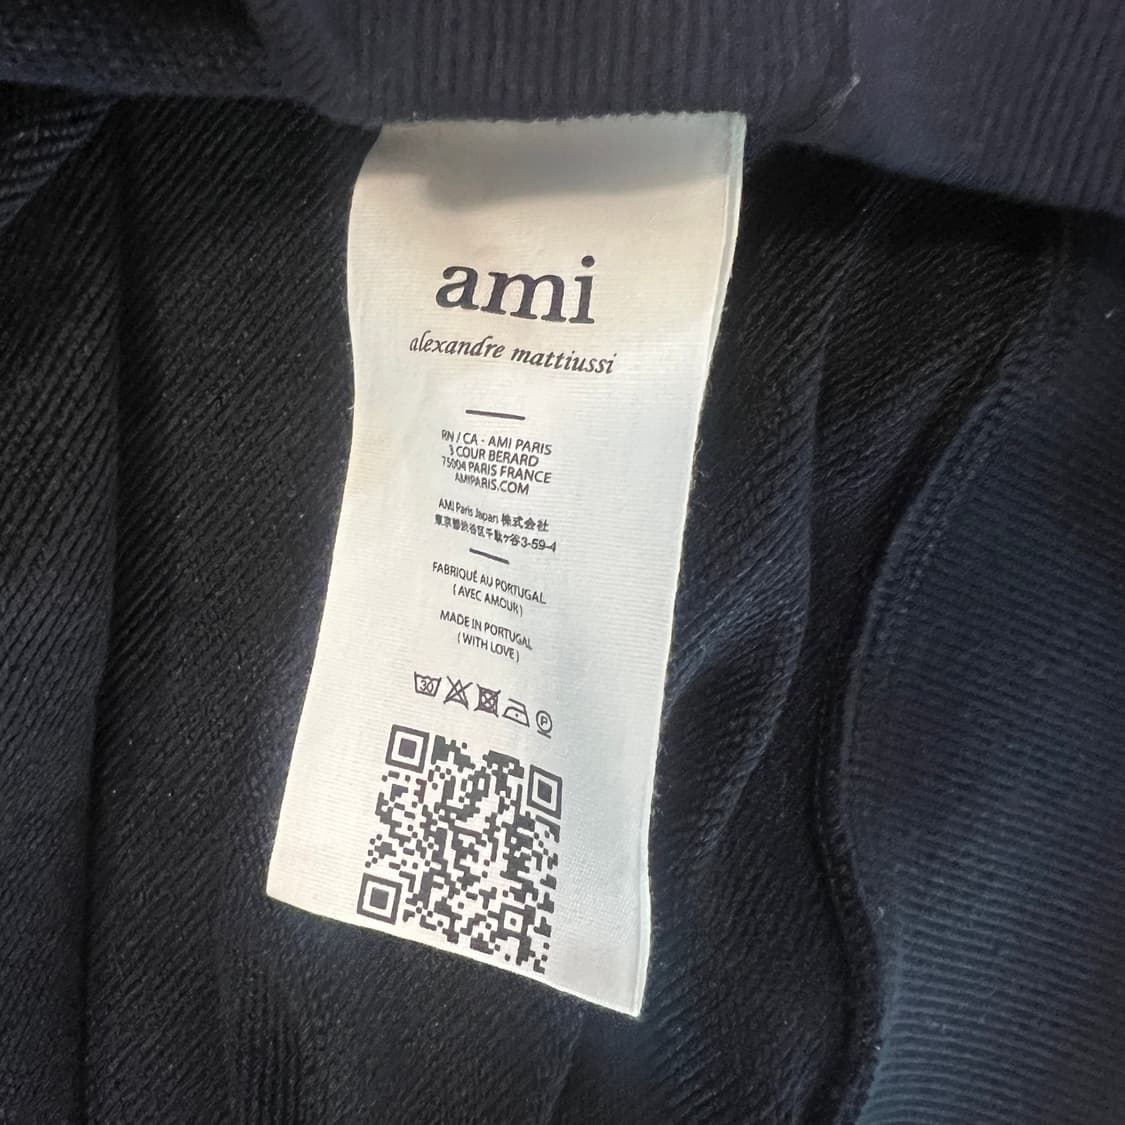 ami
alexandre mattiussi
RN / CA - AMI PARIS
3 COUR BERARD
75004 PARIS FRANCE
AMIPARIS.COM
AMI Paris Japan 株式会社
東京都渋谷区千駄ヶ谷3-59-4
FABRIQUÉ AU PORTUGAL
( AVEC AMOUR )
MADE IN PORTUGAL
( WITH LOVE )
30
P